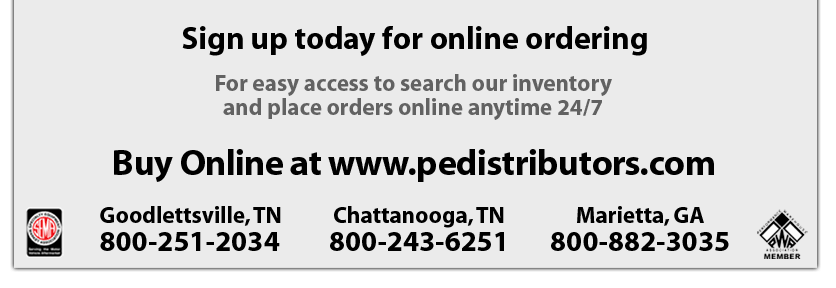 Sign up today for online ordering
For easy access to search our inventory
and place orders online anytime 24/7
Buy Online at www.pedistributors.com
Goodlettsville, TN
800-251-2034
Chattanooga, TN
800-243-6251
Marietta, GA
800-882-3035
SEMA
PWA
ASSOCIATION
MEMBER